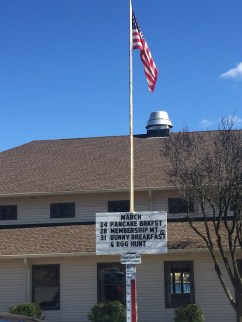 MARCH
24 PANCAKE BRKFST
28 MEMBERSHIP MT
31 BUNNY BREAKFAST
& EGG HUNT